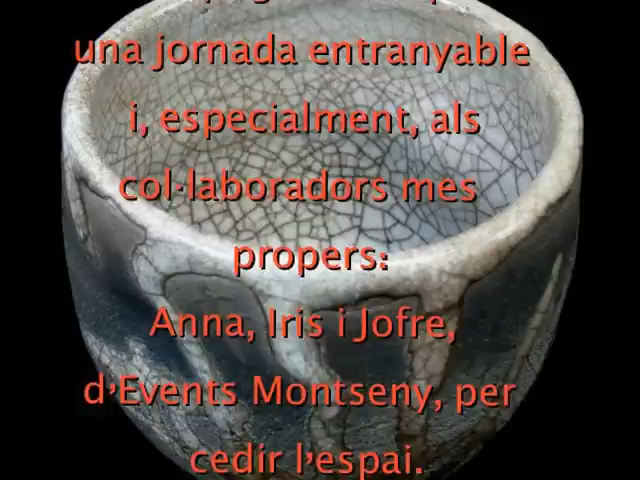 una jornada entranyable
i, especialment, als
col·laboradors mes
propers:
Anna, Iris i Jofre,
d'Events Montseny, per
cedir l'espai.